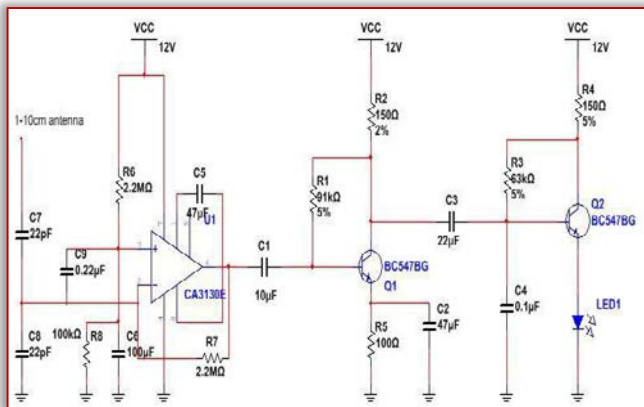 VCC
12V
VCC
12V
VCC
12V
1-10cm antenna
R6
2.2MΩ
C5
47µF
U1
C7
22pF
C9
0.22µF
CA3130E
C1
10µF
C8
22pF
100kΩ
R8
C6
100µF
R7
2.2MΩ
R2
150Ω
2%
R1
91kΩ
5%
BC547BG
Q1
R5
100Ω
C2
47µF
C3
22µF
R4
150Ω
5%
R3
63kΩ
5%
Q2
BC547BG
C4
0.1µF
LED1